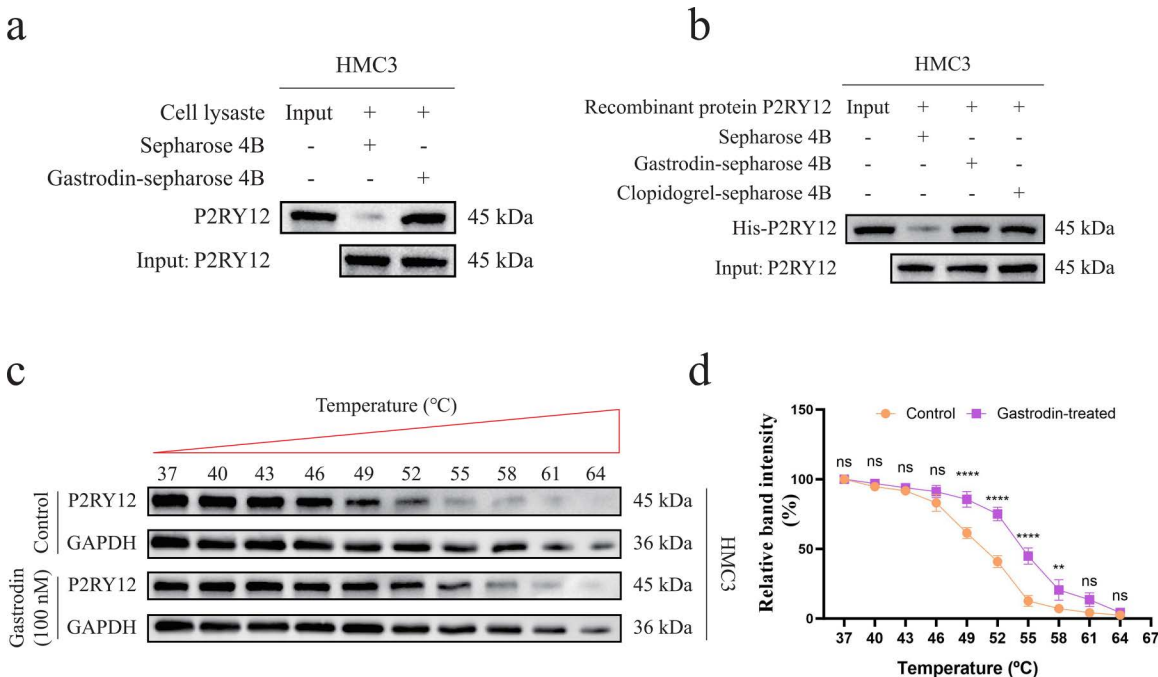 a
HMC3
Cell lysaste Input + +
Sepharose 4B - + -
Gastrodin-sepharose 4B - - +
P2RY12 45 kDa
Input: P2RY12 45 kDa
b
HMC3
Recombinant protein P2RY12 Input + + +
Sepharose 4B - + - -
Gastrodin-sepharose 4B - - + -
Clopidogrel-sepharose 4B - - - +
His-P2RY12 45 kDa
Input: P2RY12 45 kDa
c
Temperature (℃)
37 40 43 46 49 52 55 58 61 64
Control
P2RY12 45 kDa
GAPDH 36 kDa
Gastrodin
(100 nM)
P2RY12 45 kDa
GAPDH 36 kDa
HMC3
d
Control Gastrodin-treated
Relative band intensity
(%)
150
100
50
0
ns ns ns ns **** **** **** ** ns ns
37 40 43 46 49 52 55 58 61 64 67
Temperature (ºC)